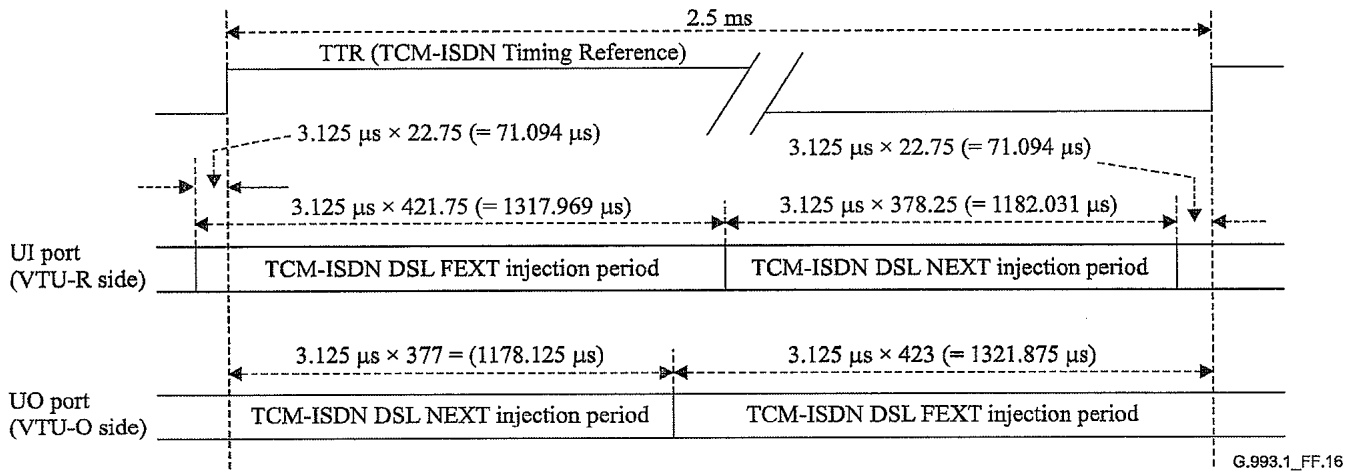 2.5 ms
TTR (TCM-ISDN Timing Reference)
3.125 μs × 22.75 (= 71.094 μs)
3.125 μs × 22.75 (= 71.094 μs)
3.125 μs × 421.75 (= 1317.969 μs)
3.125 μs × 378.25 (= 1182.031 μs)
UI port
(VTU-R side)
TCM-ISDN DSL FEXT injection period
TCM-ISDN DSL NEXT injection period
3.125 μs × 377 = (1178.125 μs)
3.125 μs × 423 (= 1321.875 μs)
UO port
(VTU-O side)
TCM-ISDN DSL NEXT injection period
TCM-ISDN DSL FEXT injection period
G.993.1_FF.16